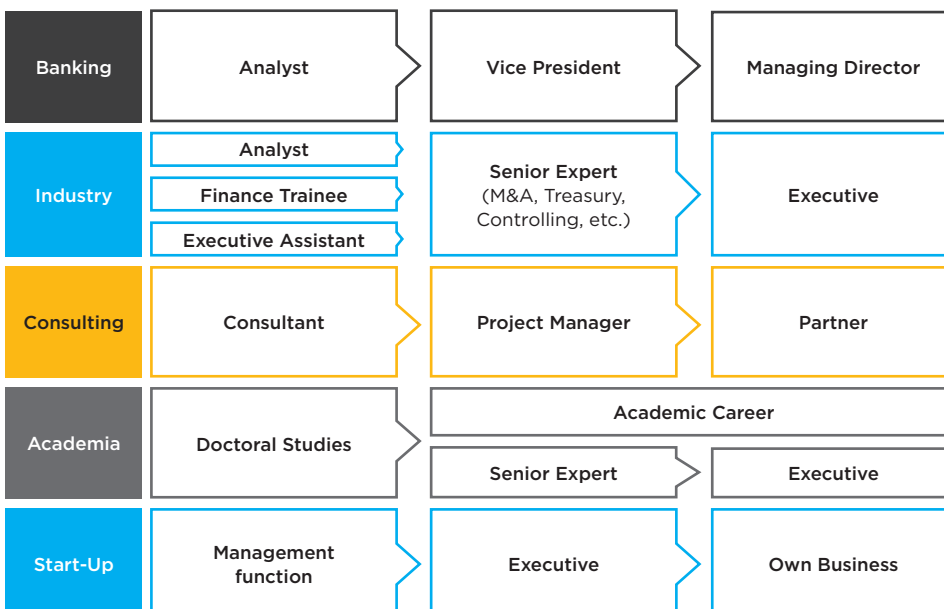 Banking
Analyst
Vice President
Managing Director
Industry
Analyst
Finance Trainee
Executive Assistant
Senior Expert
(M&A, Treasury,
Controlling, etc.)
Executive
Consulting
Consultant
Project Manager
Partner
Academia
Doctoral Studies
Academic Career
Senior Expert
Executive
Start-Up
Management
function
Executive
Own Business